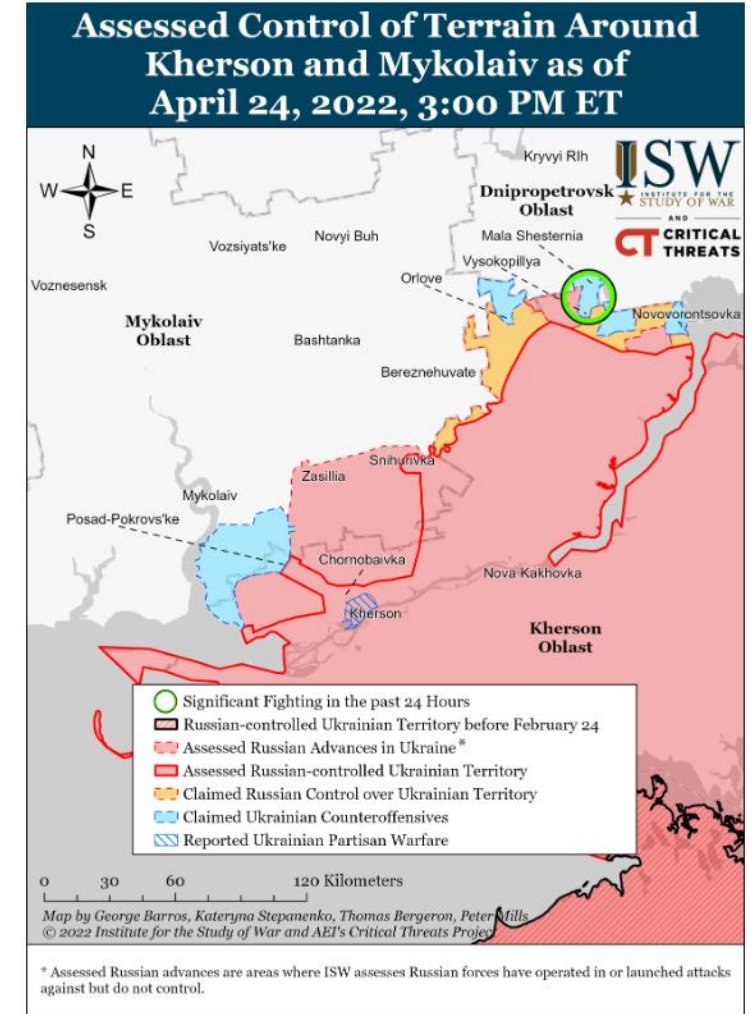 Assessed Control of Terrain Around
Kherson and Mykolaiv as of
April 24, 2022, 3:00 PM ET
N
W
E
S
Kryvyi RIh
ISW
INSTITUTE FOR THE
STUDY OF WAR
AND
CT CRITICAL
THREATS
Dnipropetrovsk
Oblast
Mala Shesternia
Vozsiyats'ke
Novyi Buh
Vysokopillya
Orlove
Voznesensk
Novovorontsovka
Mykolaiv
Oblast
Bashtanka
Bereznehuvate
Snihurivka
Zasillia
Mykolaiv
Posad-Pokrovs'ke
Chornobaivka
Nova Kakhovka
Kherson
Kherson
Oblast
Significant Fighting in the past 24 Hours
Russian-controlled Ukrainian Territory before February 24
Assessed Russian Advances in Ukraine*
Assessed Russian-controlled Ukrainian Territory
Claimed Russian Control over Ukrainian Territory
Claimed Ukrainian Counteroffensives
Reported Ukrainian Partisan Warfare
0 30 60 120 Kilometers
Map by George Barros, Kateryna Stepanenko, Thomas Bergeron, Peter Mills
© 2022 Institute for the Study of War and AEI's Critical Threats Project
* Assessed Russian advances are areas where ISW assesses Russian forces have operated in or launched attacks
against but do not control.